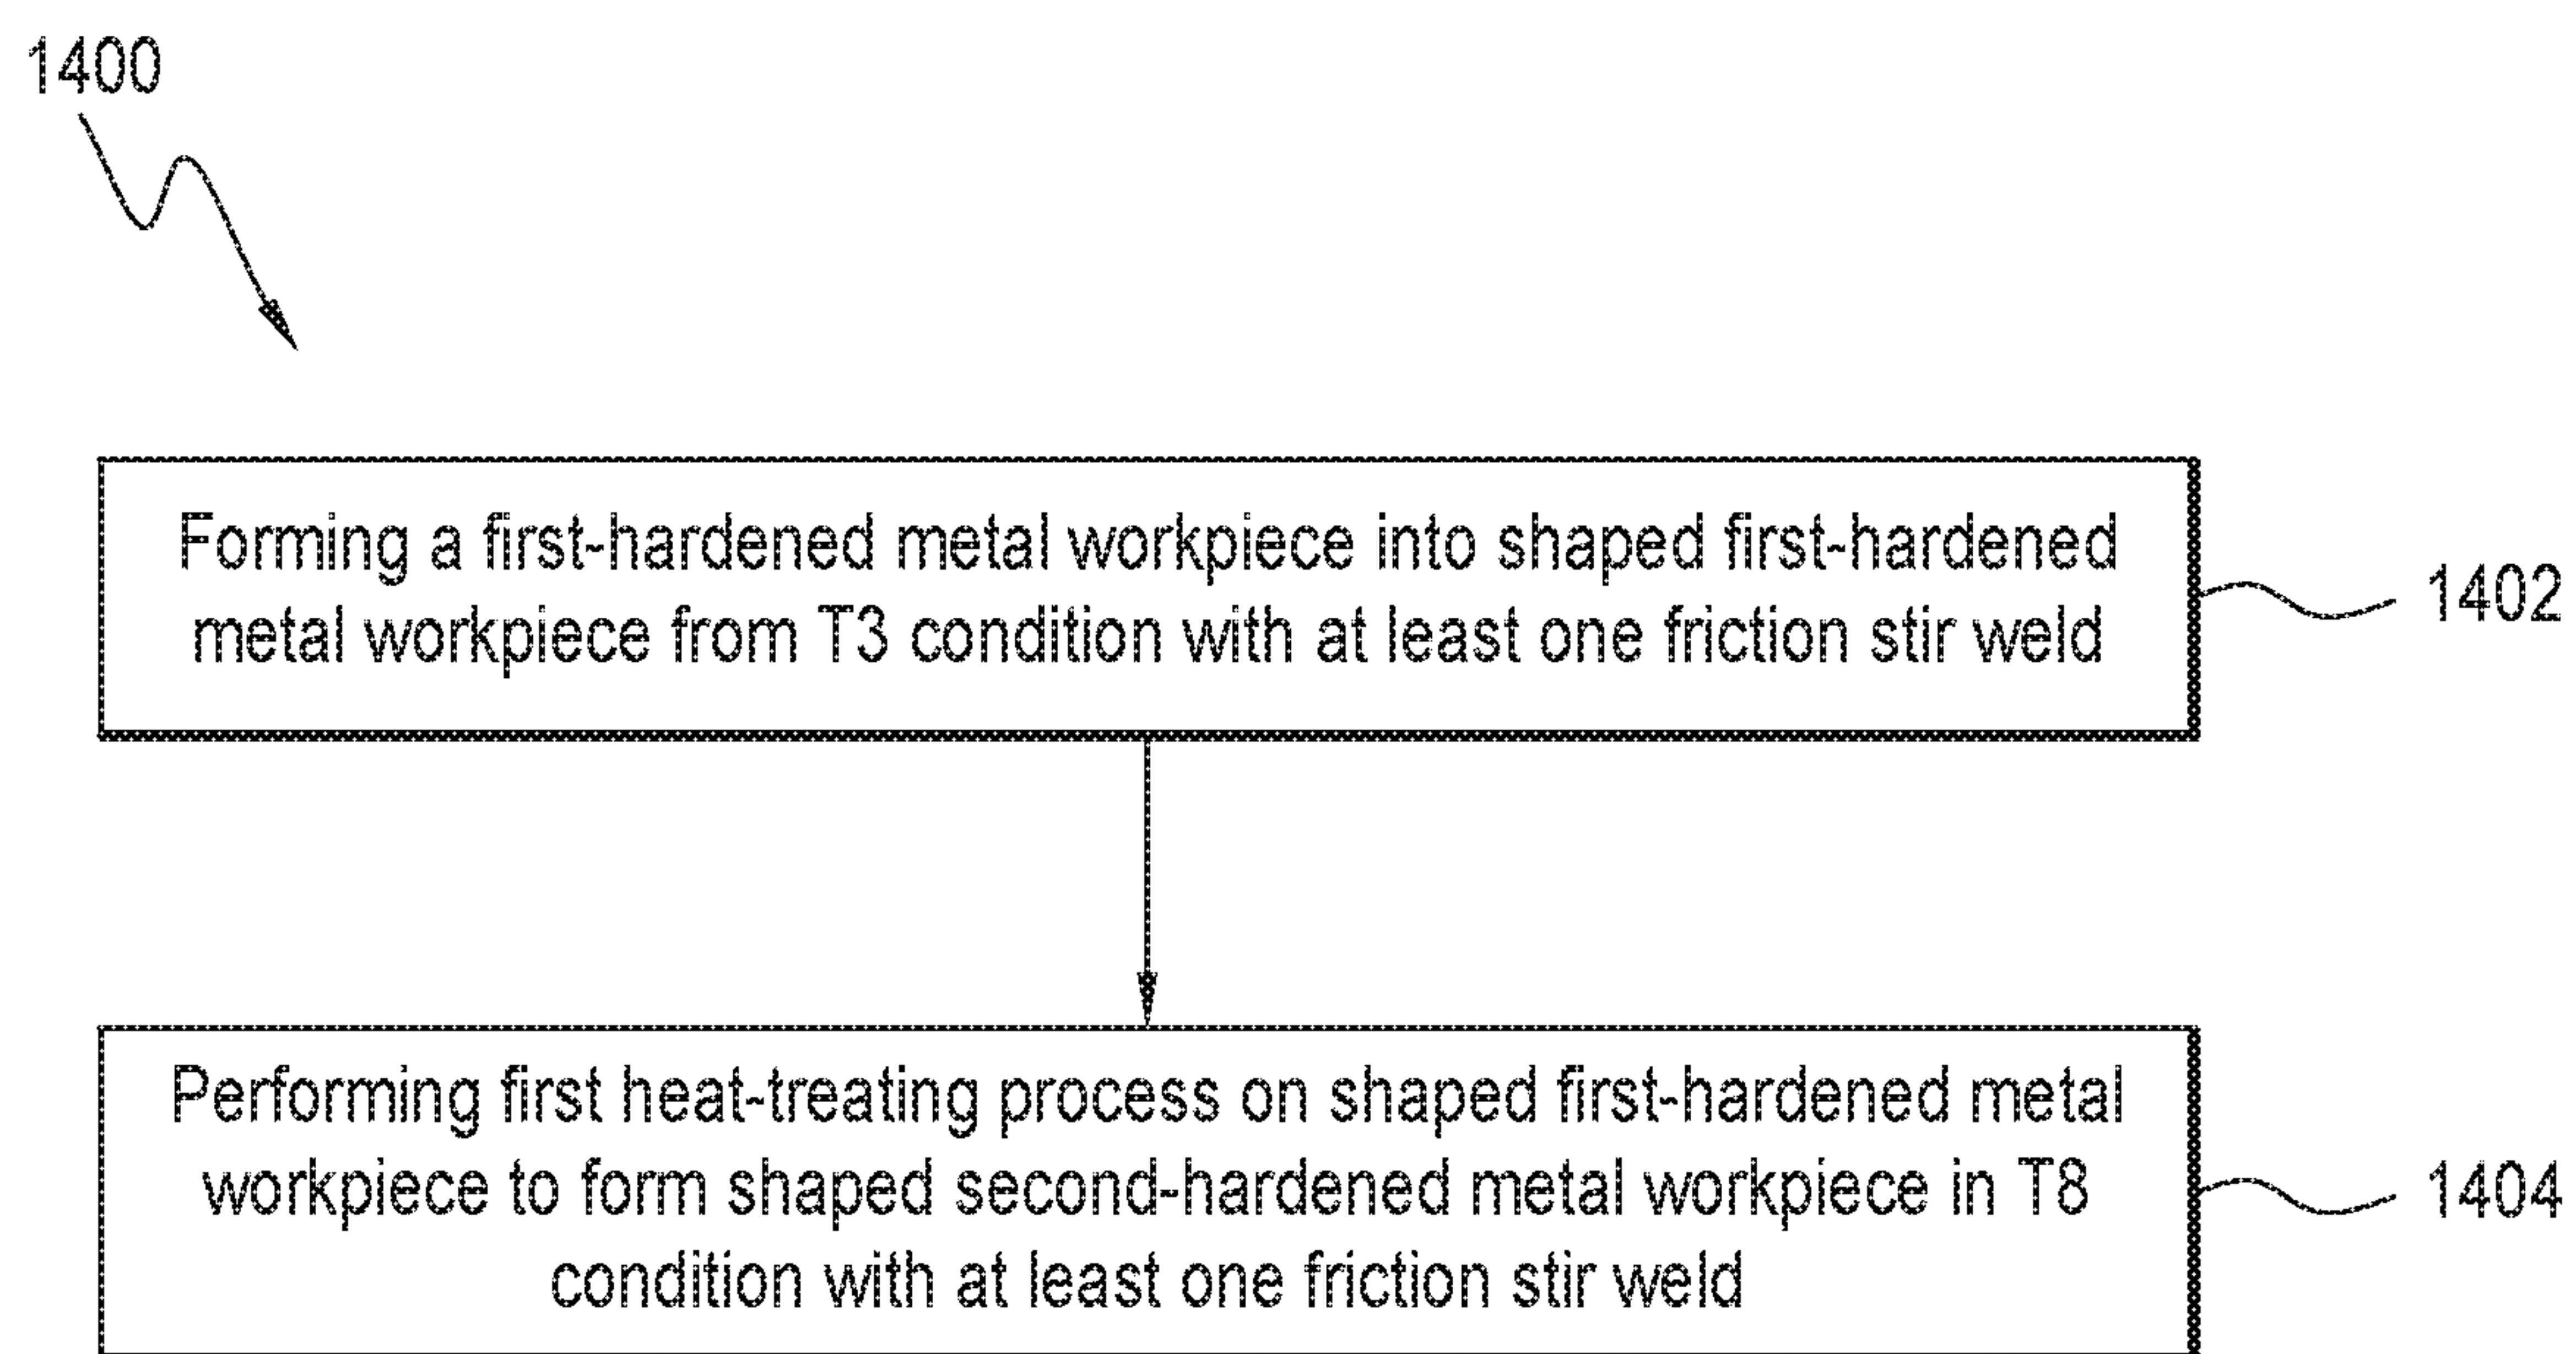 1400
Forming a first-hardened metal workpiece into shaped first-hardened
metal workpiece from T3 condition with at least one friction stir weld
1402
Performing first heat-treating process on shaped first-hardened metal
workpiece to form shaped second-hardened metal workpiece in T8
condition with at least one friction stir weld
1404